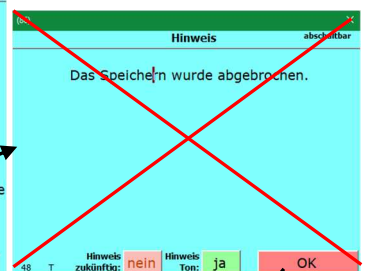 Hinweis
abschaltbar
Das Speichern wurde abgebrochen.
e
48 T
Hinweis zukünftig: nein
Hinweis Ton: ja
OK